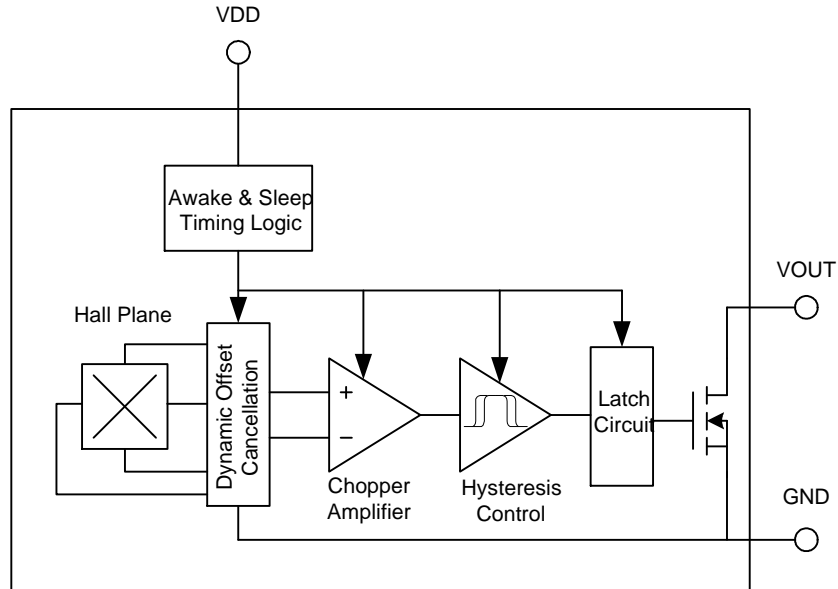 VDD
Awake & Sleep
Timing Logic
VOUT
Hall Plane
Dynamic Offset
Cancellation
+
−
Latch
Circuit
Chopper
Amplifier
Hysteresis
Control
GND